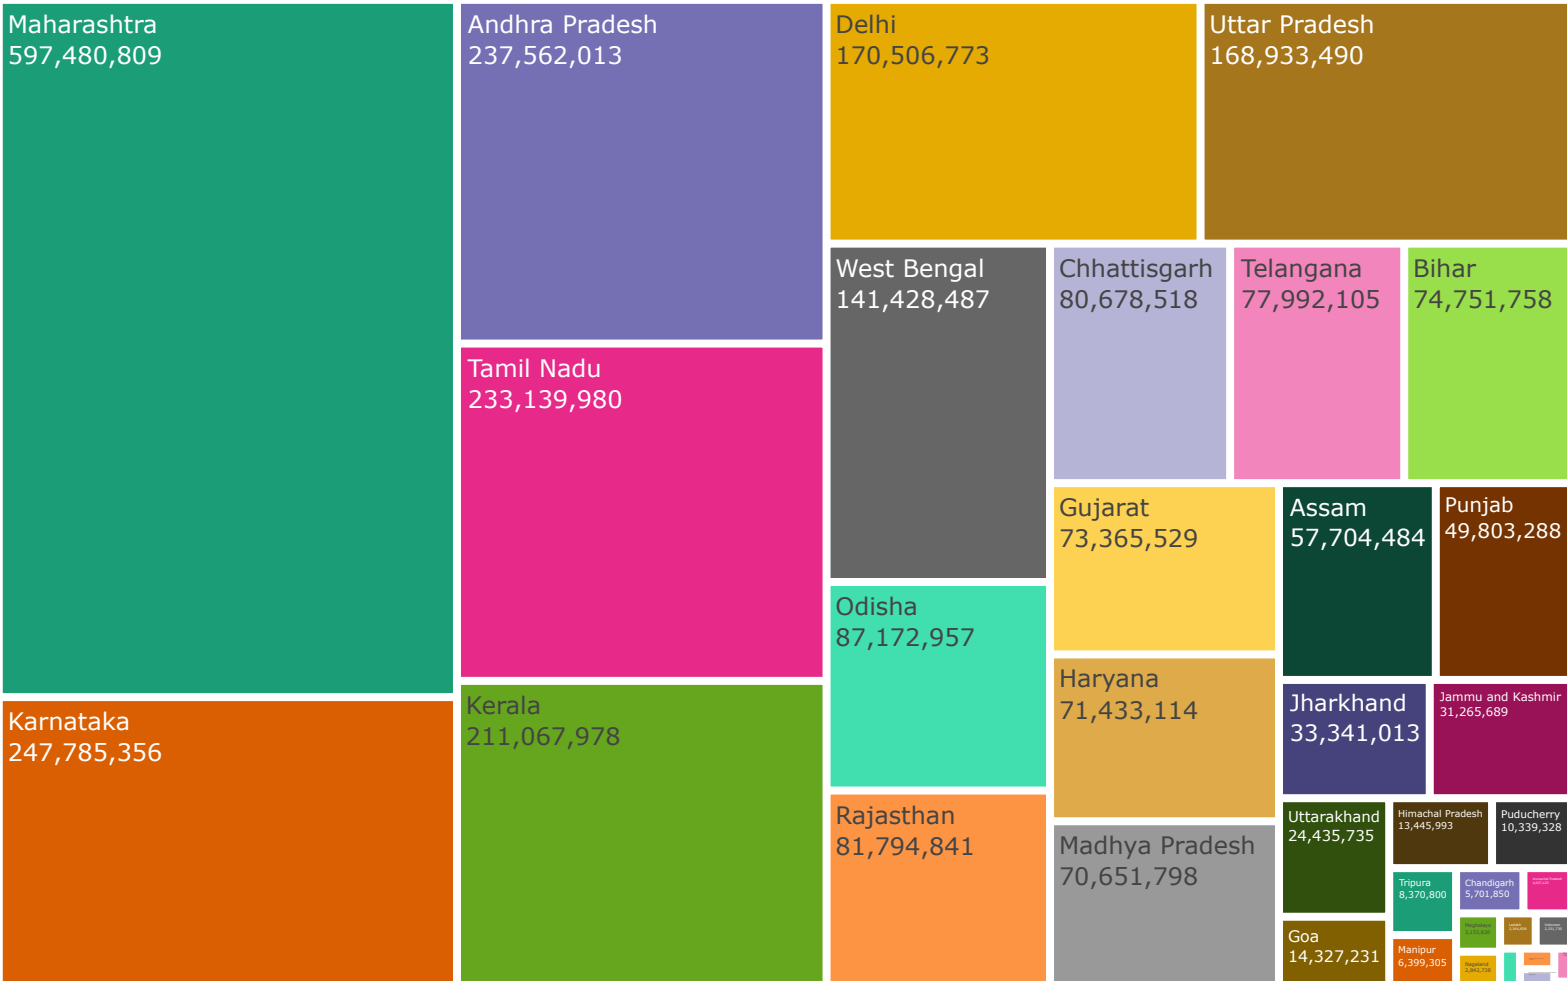 Maharashtra
597,480,809
Andhra Pradesh
237,562,013
Delhi
170,506,773
Uttar Pradesh
168,933,490
West Bengal
141,428,487
Chhattisgarh
80,678,518
Telangana
77,992,105
Bihar
74,751,758
Tamil Nadu
233,139,980
Gujarat
73,365,529
Assam
57,704,484
Punjab
49,803,288
Odisha
87,172,957
Haryana
71,433,114
Karnataka
247,785,356
Kerala
211,067,978
Jharkhand
33,341,013
Jammu and Kashmir
31,265,689
Rajasthan
81,794,841
Madhya Pradesh
70,651,798
Uttarakhand
24,435,735
Himachal Pradesh
13,445,993
Puducherry
10,339,328
Tripura
8,370,800
Chandigarh
5,701,850
Goa
14,327,231
Manipur
6,399,305
Meghalaya
Nagaland